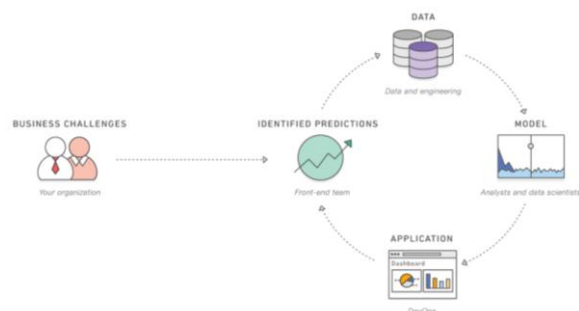 DATA
Data and engineering
BUSINESS CHALLENGES
Your organization
IDENTIFIED PREDICTIONS
Front-end team
MODEL
Analysts and data scientists
APPLICATION
Dashboard
DevOps